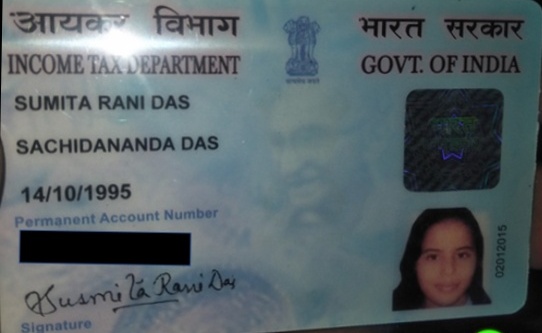 आयकर विभाग
भारत सरकार
INCOME TAX DEPARTMENT
GOVT. OF INDIA
SUMITA RANI DAS
SACHIDANANDA DAS
14/10/1995
Permanent Account Number
Susmita Rani Das
Signature
02012015